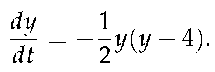 dy/dt = −1/2 y(y − 4).